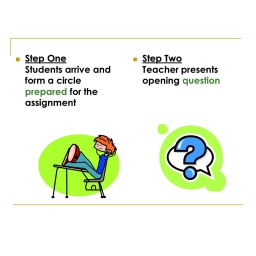 Step One
Students arrive and
form a circle
prepared for the
assignment
Step Two
Teacher presents
opening question
?